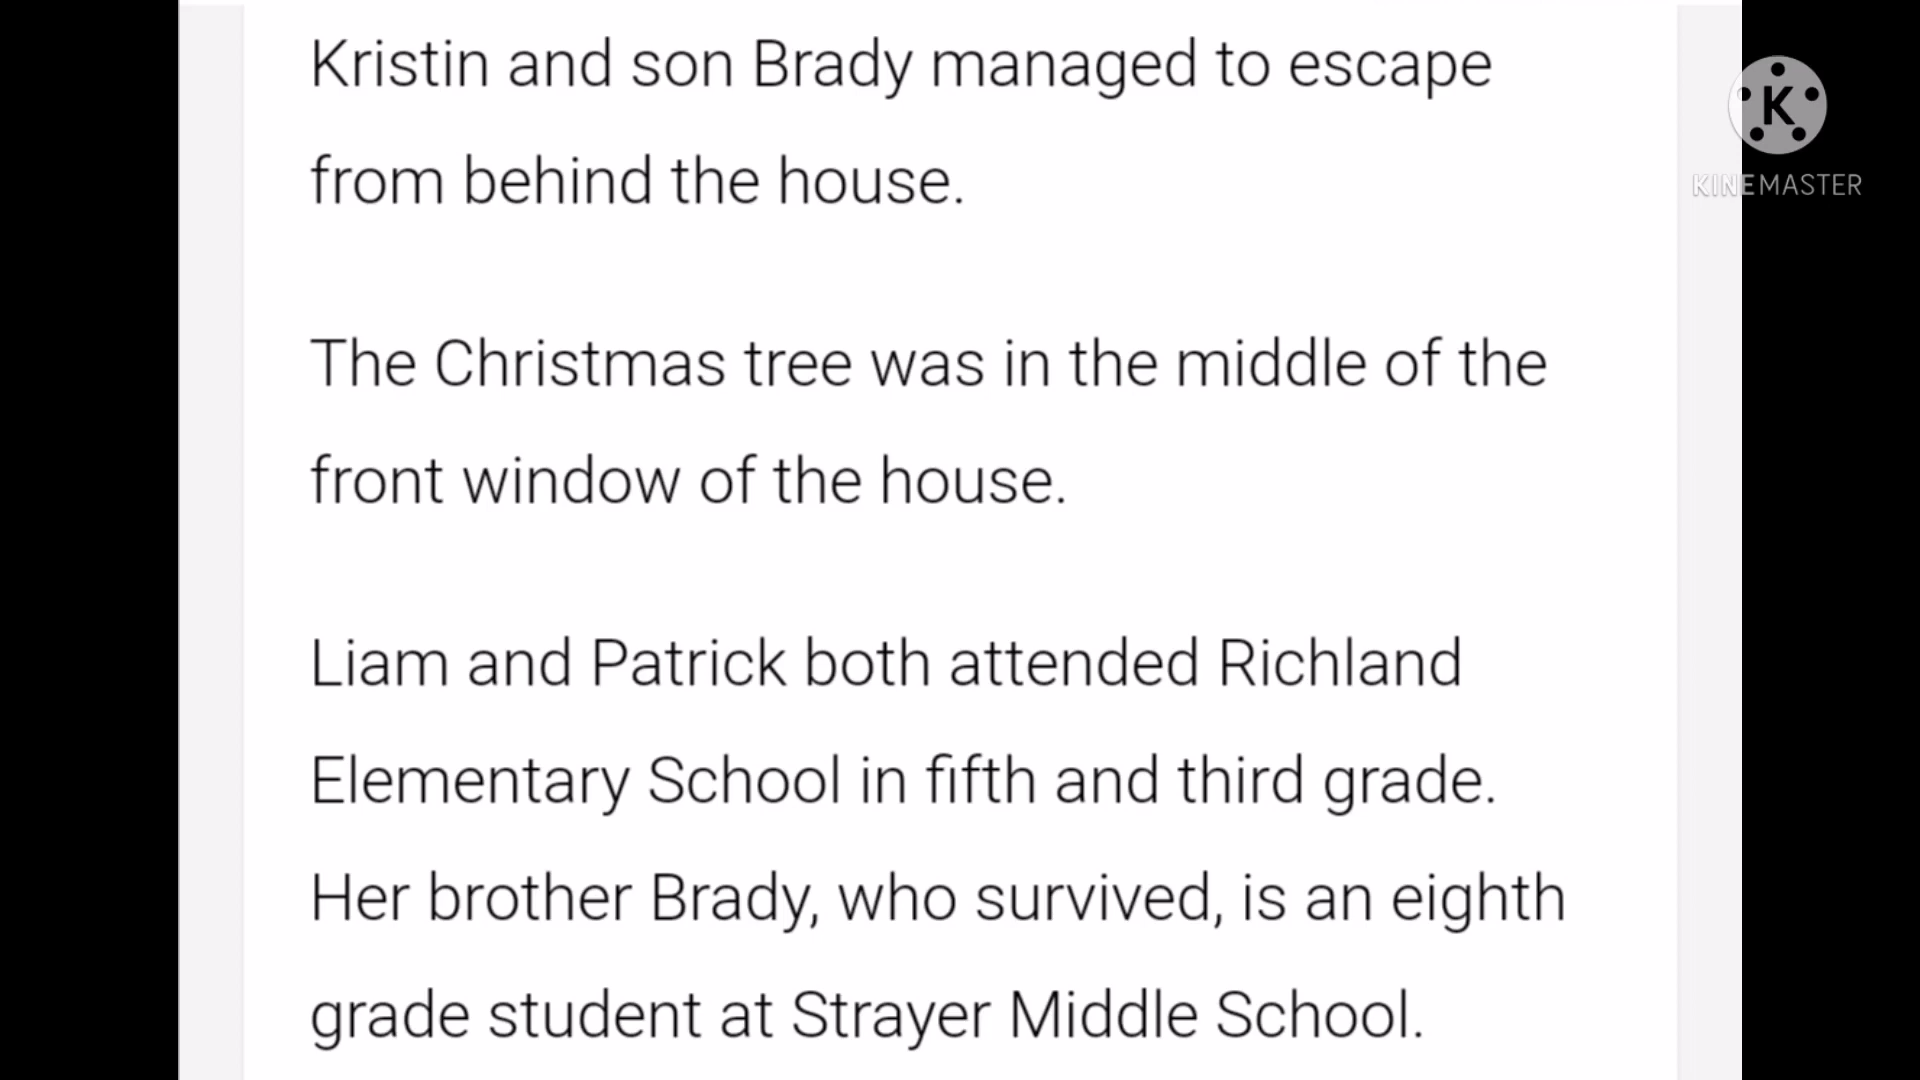 Kristin and son Brady managed to escape
from behind the house.
The Christmas tree was in the middle of the
front window of the house.
Liam and Patrick both attended Richland
Elementary School in fifth and third grade.
Her brother Brady, who survived, is an eighth
grade student at Strayer Middle School.
K
KINEMASTER